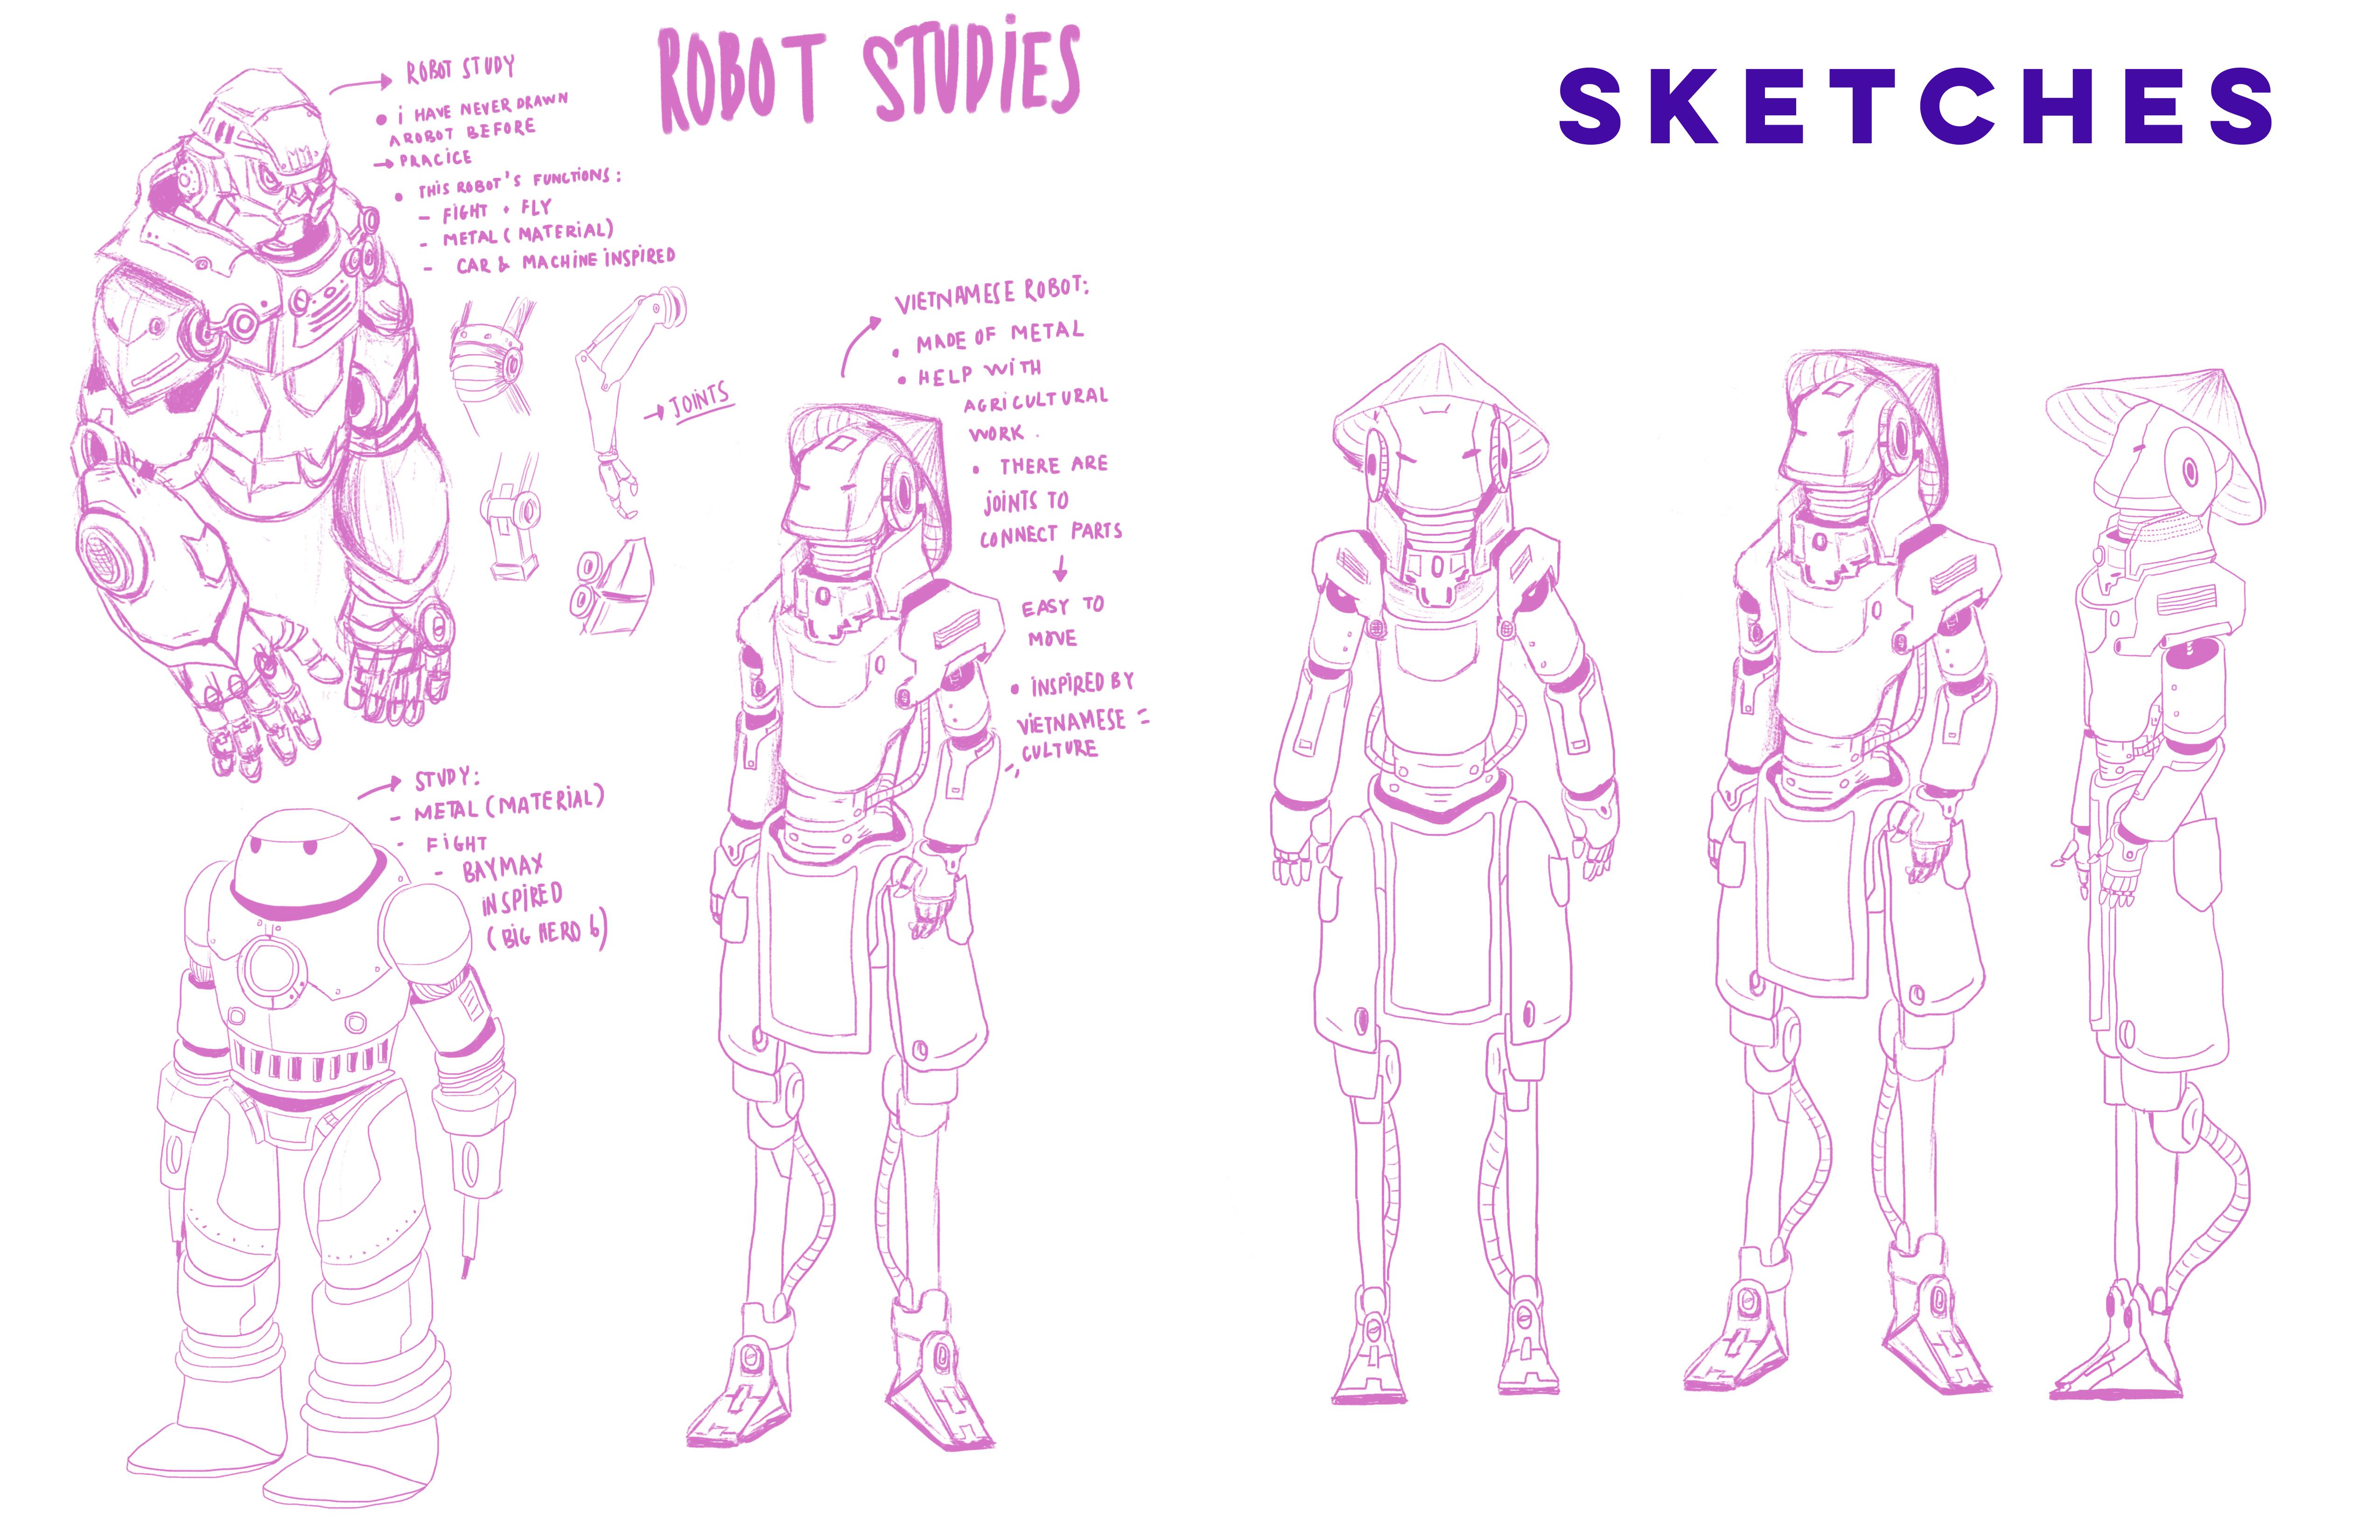 ROBOT STUDIES
SKETCHES
ROBOT STUDY
• i HAVE NEVER DRAWN
A ROBOT BEFORE
→ PRACICE
• THIS ROBOT'S FUNCTIONS:
- FIGHT + FLY
- METAL (MATERIAL)
- CAR & MACHINE INSPIRED
→ JOINTS
MM
VIETNAMESE ROBOT:
• MADE OF METAL
• HELP WITH
AGRICULTURAL
WORK.
• THERE ARE
JOINTS TO
CONNECT PARTS
↓
EASY TO
MOVE
• INSPIRED BY
VIETNAMESE
CULTURE
STUDY:
- METAL (MATERIAL)
- FIGHT
- BAYMAX
INSPIRED
(BIG HERO 6)